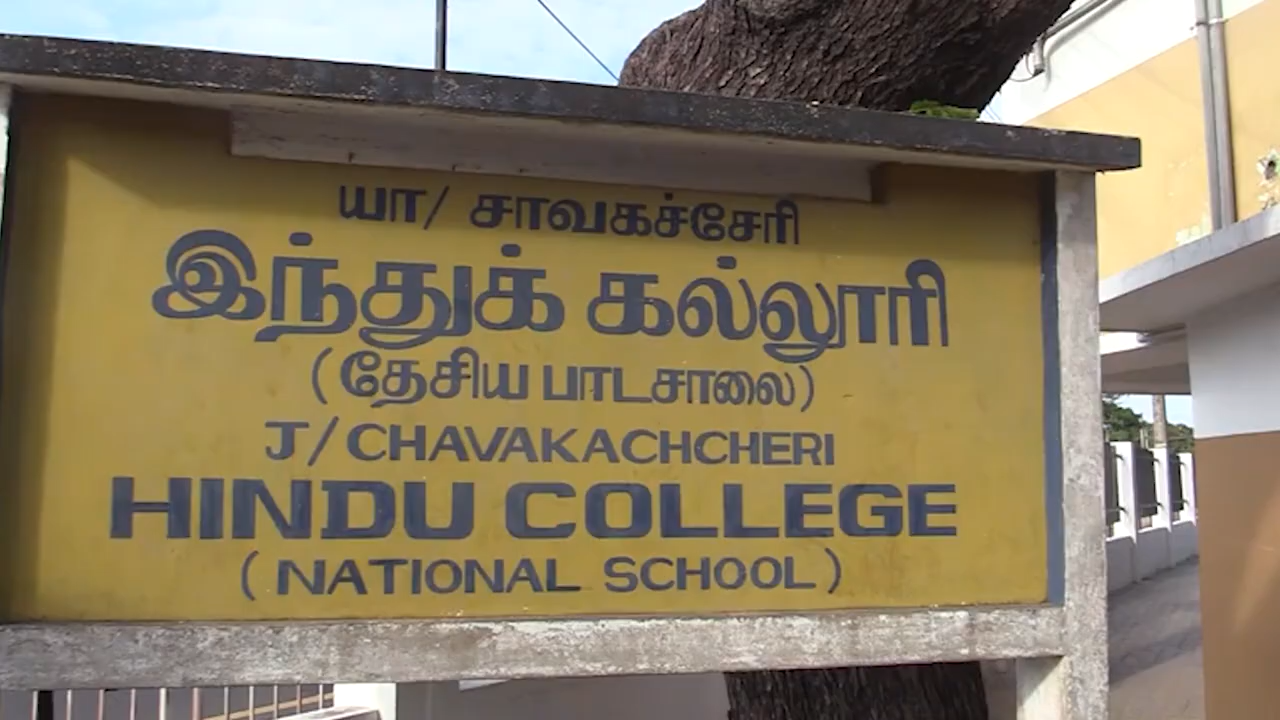 யா/ சாவகச்சேரி
இந்துக் கல்லூரி
(தேசிய பாடசாலை)
J/CHAVAKACHCHERI
HINDU COLLEGE
(NATIONAL SCHOOL)